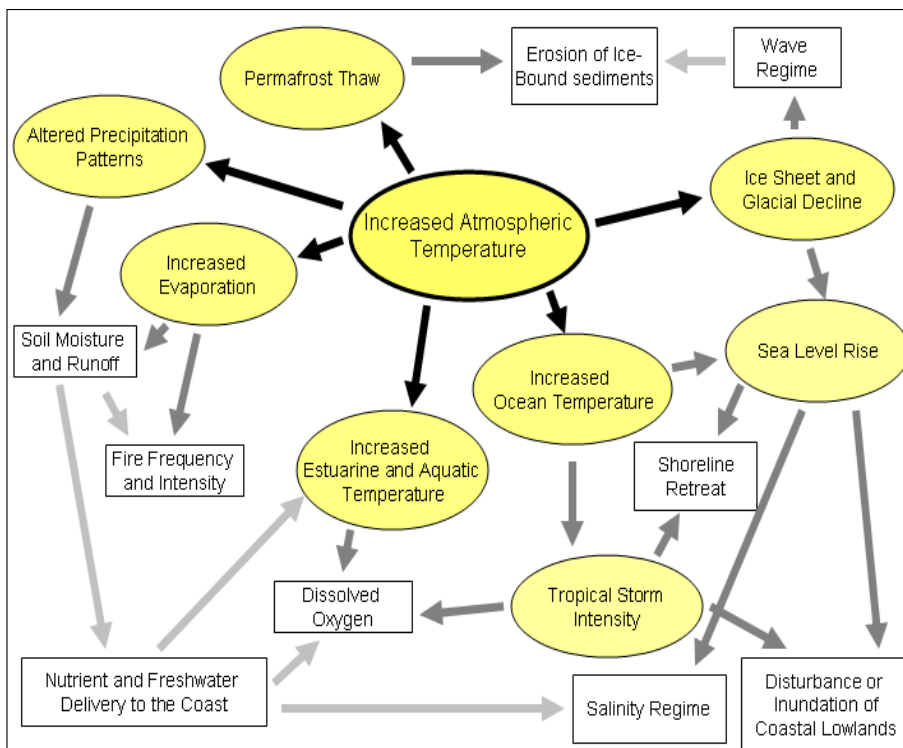 Permafrost Thaw
Erosion of Ice-
Bound sediments
Wave
Regime
Altered Precipitation
Patterns
Increased Atmospheric
Temperature
Ice Sheet and
Glacial Decline
Increased
Evaporation
Soil Moisture
and Runoff
Increased
Ocean Temperature
Sea Level Rise
Fire Frequency
and Intensity
Increased
Estuarine and Aquatic
Temperature
Shoreline
Retreat
Dissolved
Oxygen
Tropical Storm
Intensity
Nutrient and Freshwater
Delivery to the Coast
Salinity Regime
Disturbance or
Inundation of
Coastal Lowlands